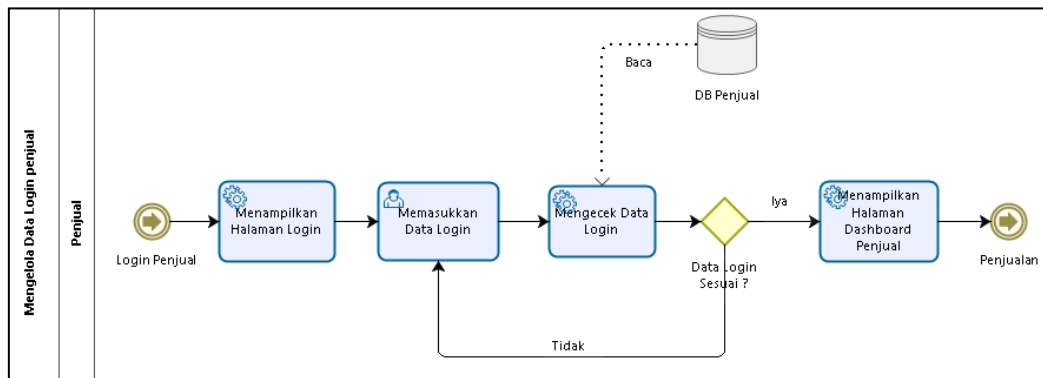 Mengelola Data Login penjual
Penjual
Baca
DB Penjual
Login Penjual
Menampilkan
Halaman Login
Memasukkan
Data Login
Mengecek Data
Login
Data Login
Sesuai ?
Iya
Tidak
Menampilkan
Halaman
Dashboard
Penjual
Penjualan